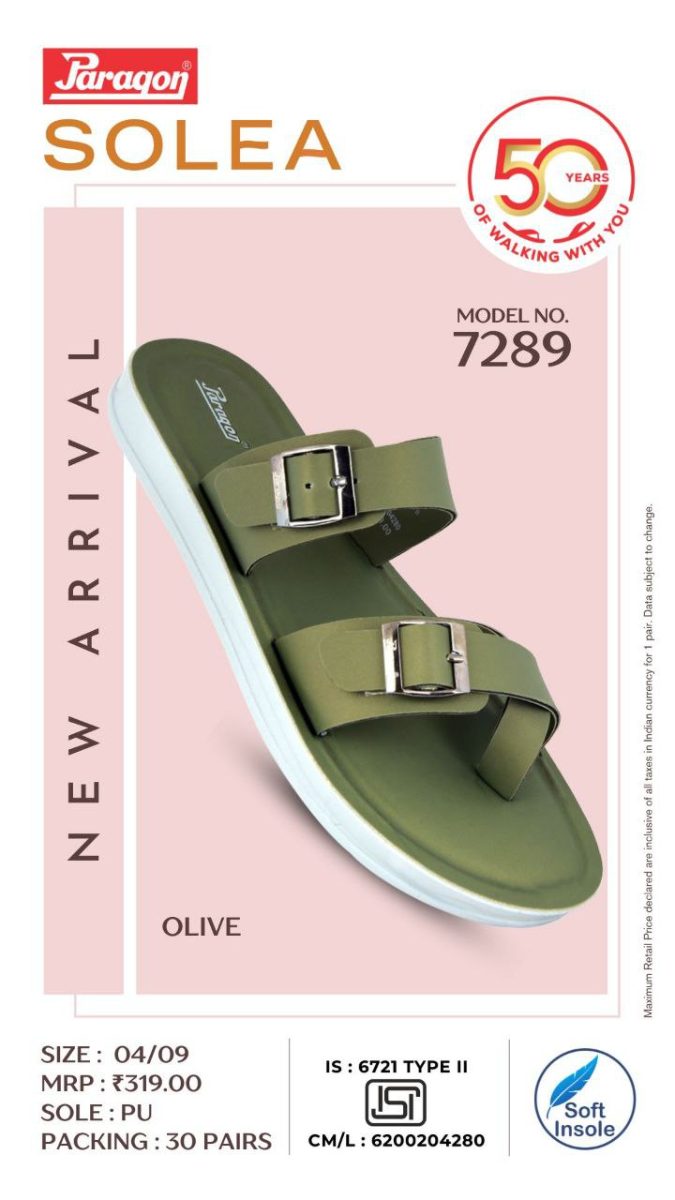 Paragon®
SOLEA
50 YEARS
OF WALKING WITH YOU
MODEL NO.
7289
NEW ARRIVAL
Paragon
OLIVE
Maximum Retail Price declared are inclusive of all taxes in Indian currency for 1 pair. Data subject to change.
SIZE : 04/09
MRP : ₹319.00
SOLE : PU
PACKING : 30 PAIRS
IS : 6721 TYPE II
ISI
CM/L : 6200204280
Soft
Insole